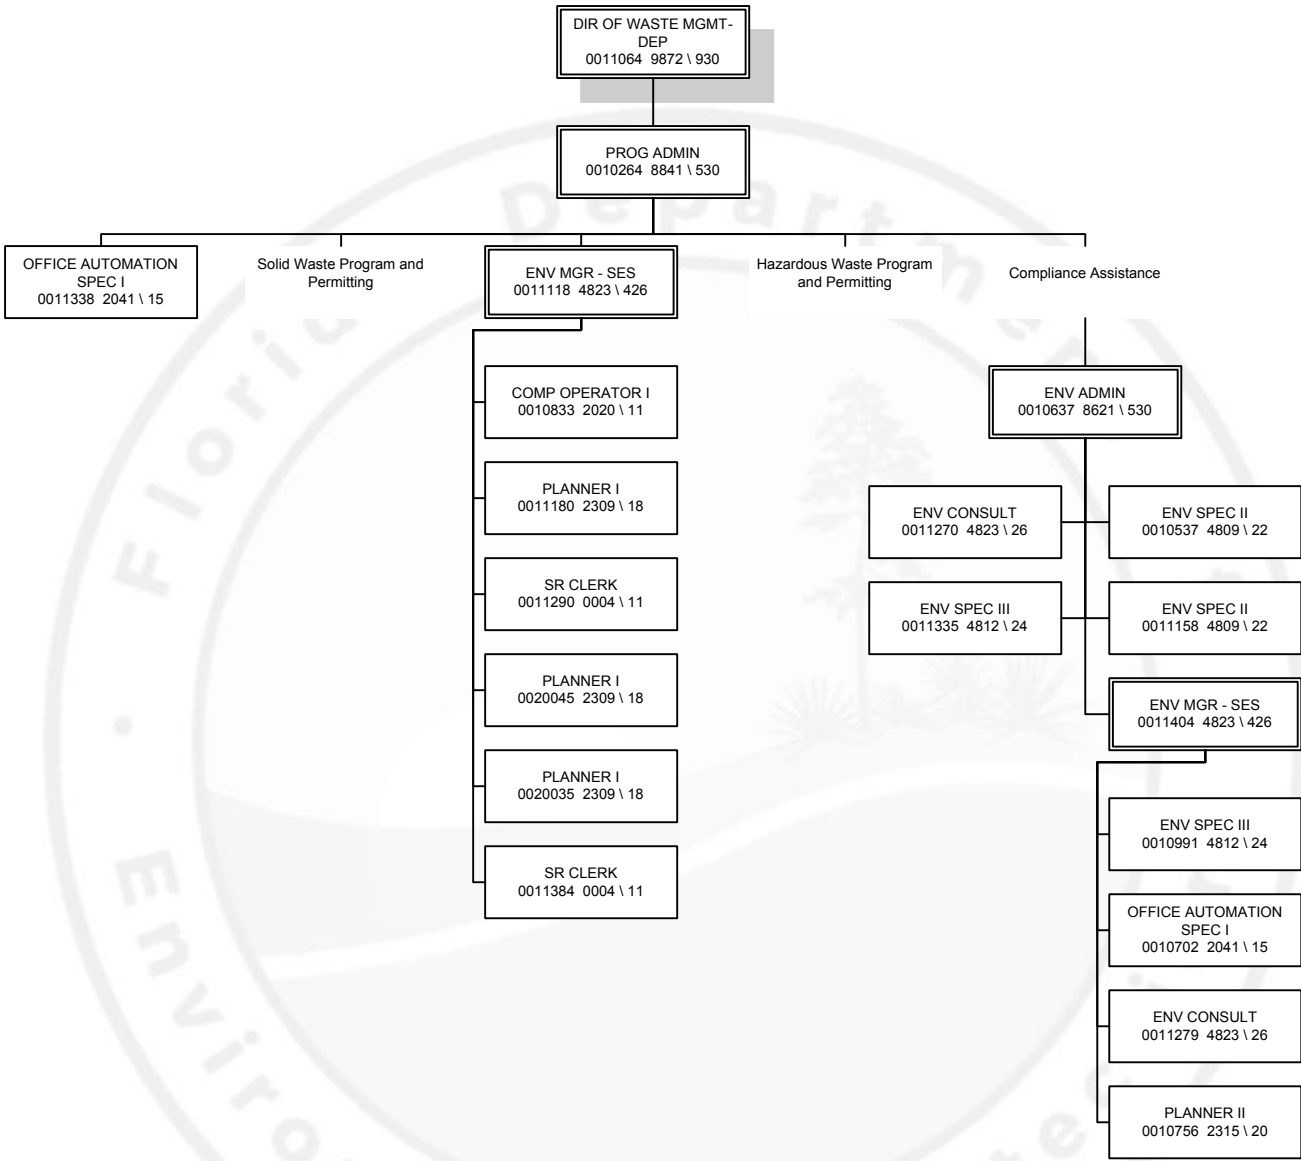 DIR OF WASTE MGMT-
DEP
0011064  9872 \ 930
PROG ADMIN
0010264  8841 \ 530
OFFICE AUTOMATION
SPEC I
0011338  2041 \ 15
Solid Waste Program and
Permitting
ENV MGR - SES
0011118  4823 \ 426
Hazardous Waste Program
and Permitting
Compliance Assistance
COMP OPERATOR I
0010833  2020 \ 11
PLANNER I
0011180  2309 \ 18
SR CLERK
0011290  0004 \ 11
PLANNER I
0020045  2309 \ 18
PLANNER I
0020035  2309 \ 18
SR CLERK
0011384  0004 \ 11
ENV ADMIN
0010637  8621 \ 530
ENV CONSULT
0011270  4823 \ 26
ENV SPEC II
0010537  4809 \ 22
ENV SPEC III
0011335  4812 \ 24
ENV SPEC II
0011158  4809 \ 22
ENV MGR - SES
0011404  4823 \ 426
ENV SPEC III
0010991  4812 \ 24
OFFICE AUTOMATION
SPEC I
0010702  2041 \ 15
ENV CONSULT
0011279  4823 \ 26
PLANNER II
0010756  2315 \ 20
Florid
Departmen